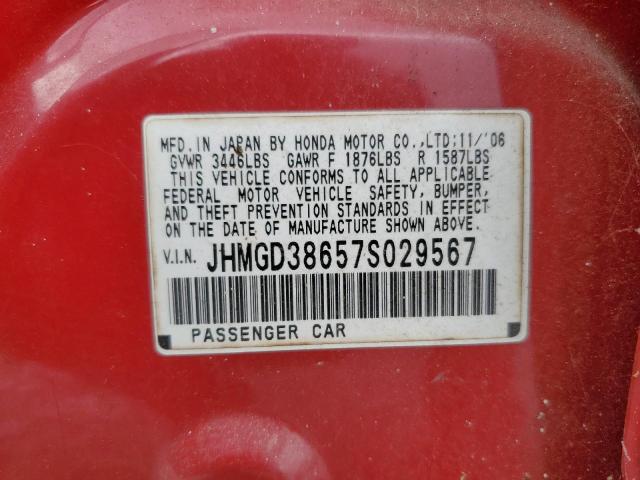 MFD. IN JAPAN BY HONDA MOTOR CO.,LTD:11/'06
GVWR 3446LBS GAWR F 1876LBS R 1587LBS
THIS VEHICLE CONFORMS TO ALL APPLICABLE
FEDERAL MOTOR VEHICLE SAFETY, BUMPER,
AND THEFT PREVENTION STANDARDS IN EFFECT
ON THE DATE OF MANUFACTURE SHOWN ABOVE.
V.I.N. JHMGD38657S029567
PASSENGER CAR